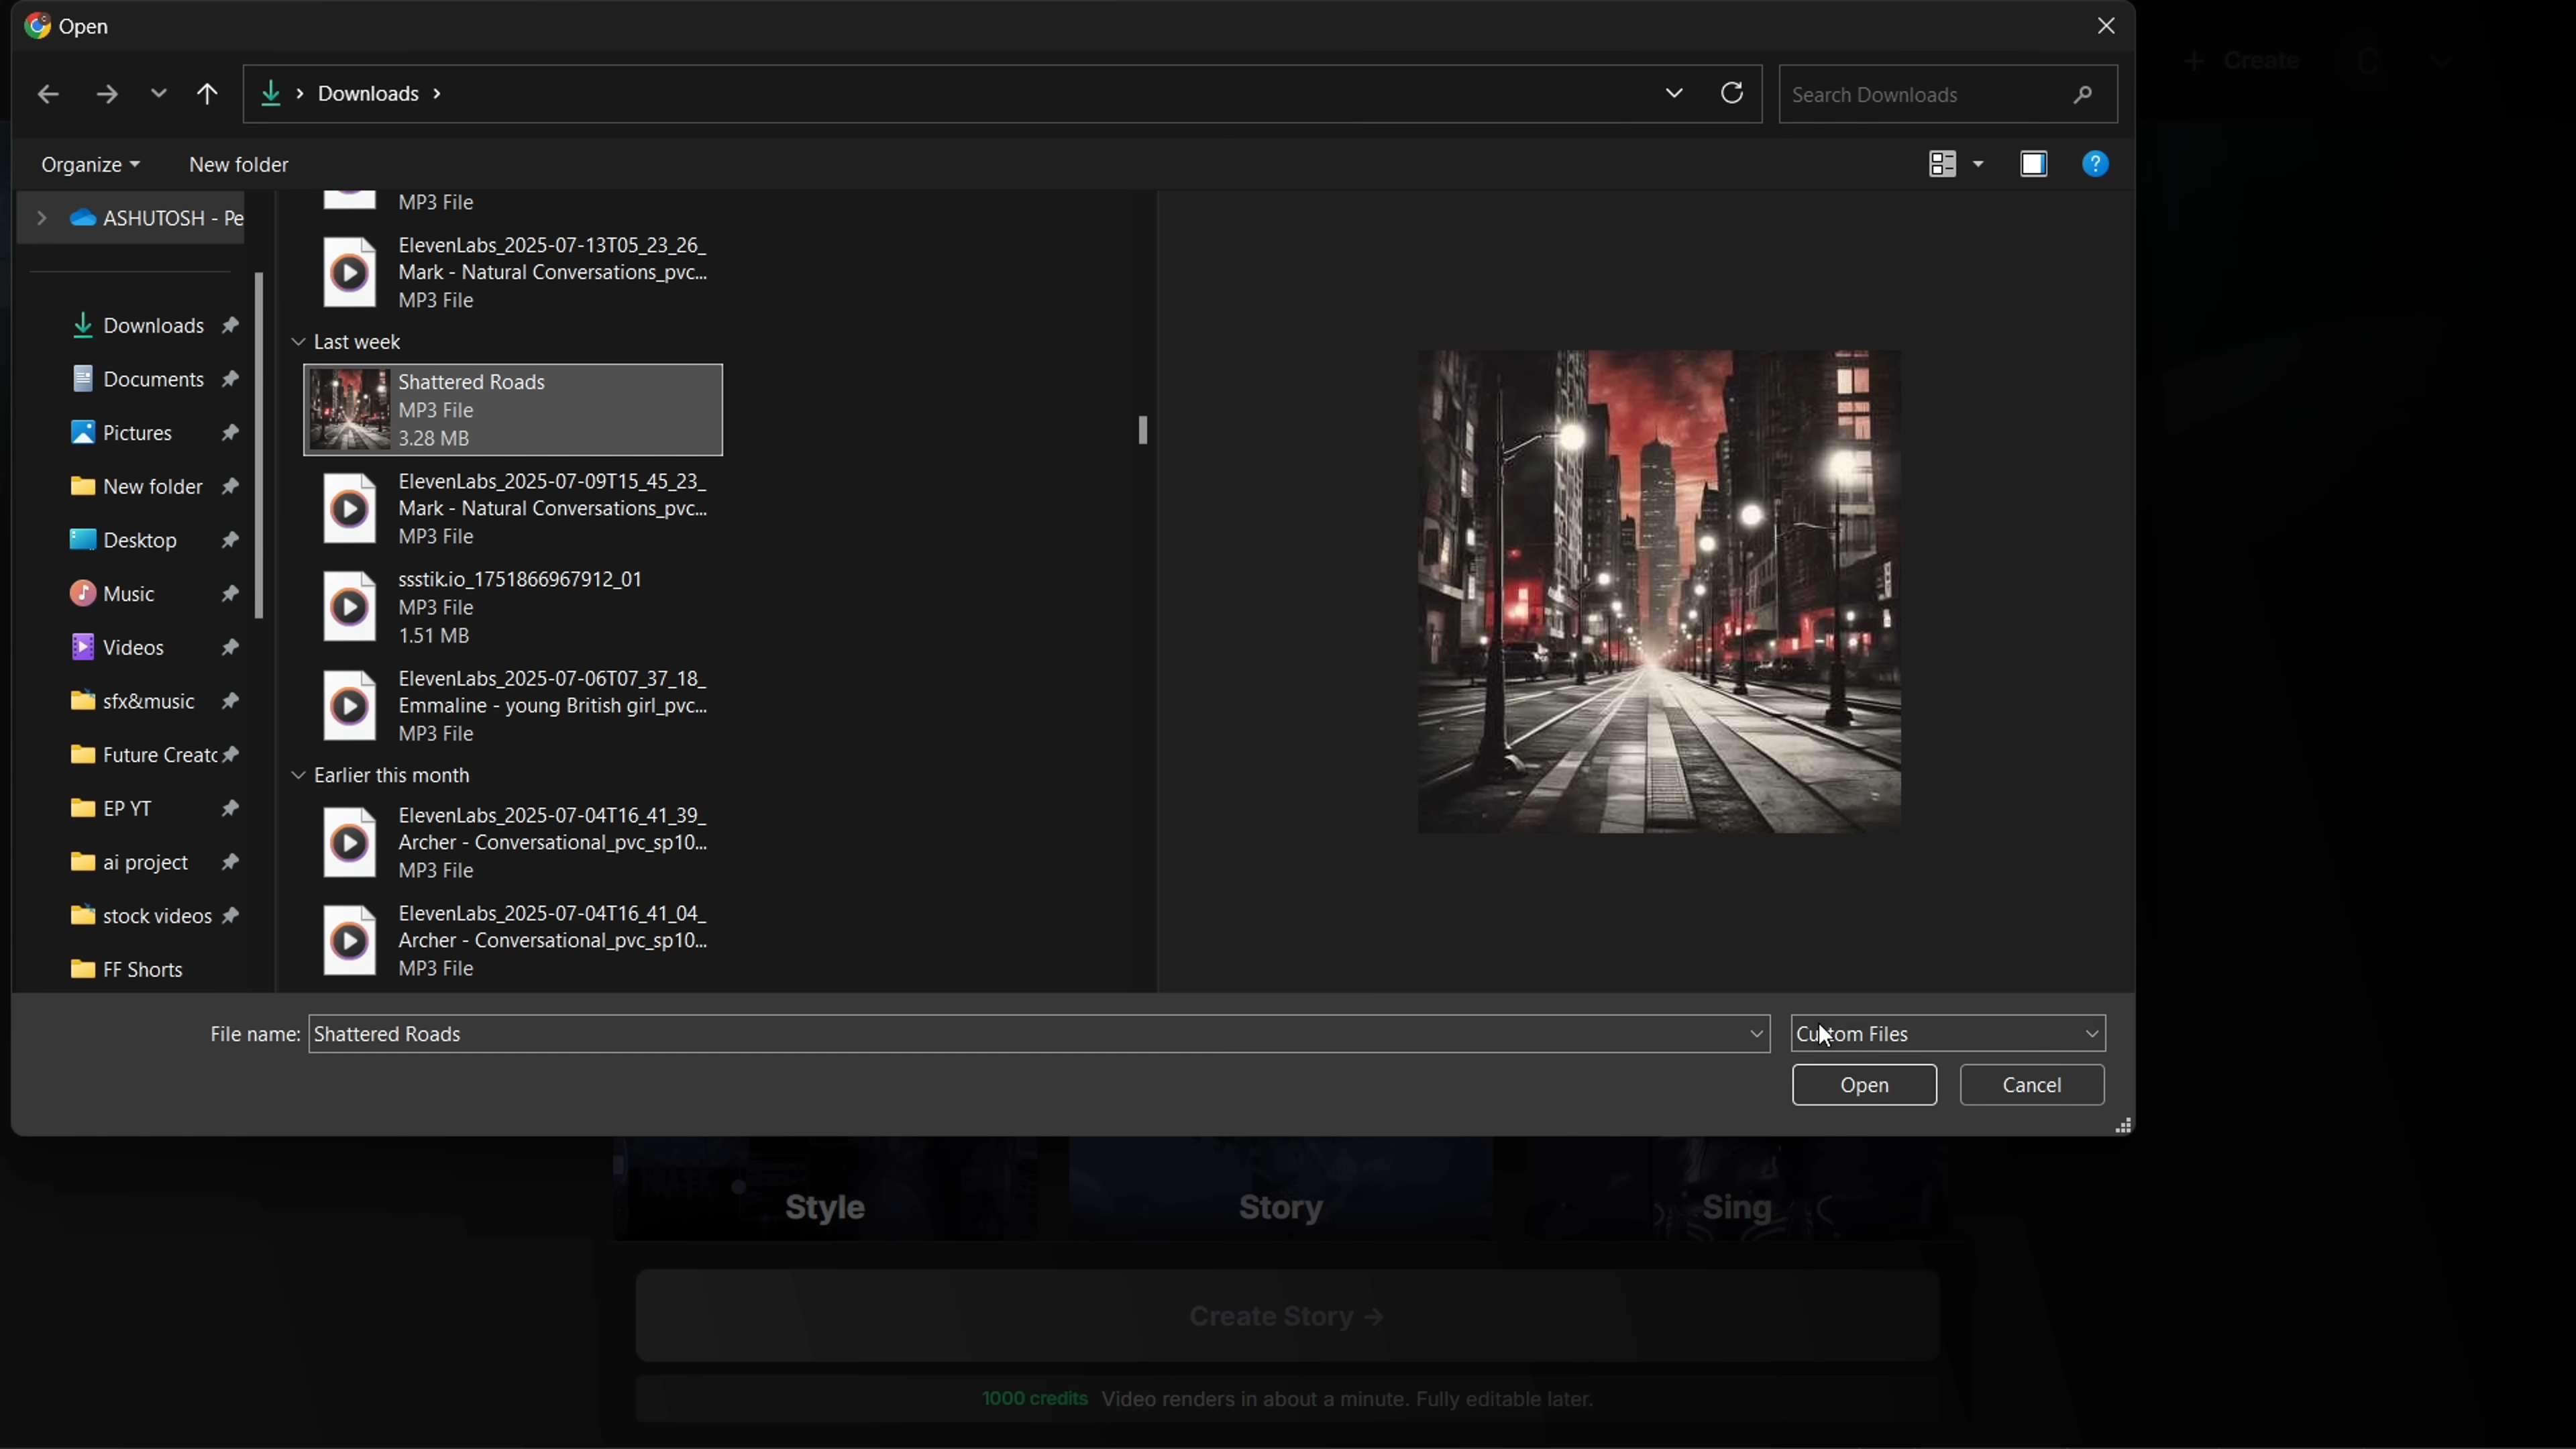 Open
+ Create
C
Downloads
Search Downloads
Organize
New folder
?
ASHUTOSH - Pe
Downloads
Documents
Pictures
New folder
Desktop
Music
Videos
sfx&music
Future Creatc
EP YT
ai project
stock videos
FF Shorts
MP3 File
ElevenLabs_2025-07-13T05_23_26_
Mark - Natural Conversations_pvc...
MP3 File
Last week
Shattered Roads
MP3 File
3.28 MB
ElevenLabs_2025-07-09T15_45_23_
Mark - Natural Conversations_pvc...
MP3 File
ssstik.io_1751866967912_01
MP3 File
1.51 MB
ElevenLabs_2025-07-06T07_37_18_
Emmaline - young British girl_pvc...
MP3 File
Earlier this month
ElevenLabs_2025-07-04T16_41_39_
Archer - Conversational_pvc_sp10...
MP3 File
ElevenLabs_2025-07-04T16_41_04_
Archer - Conversational_pvc_sp10...
MP3 File
File name: Shattered Roads
Custom Files
Open
Cancel
Style
Story
Sing
Create Story →
1000 credits Video renders in about a minute. Fully editable later.